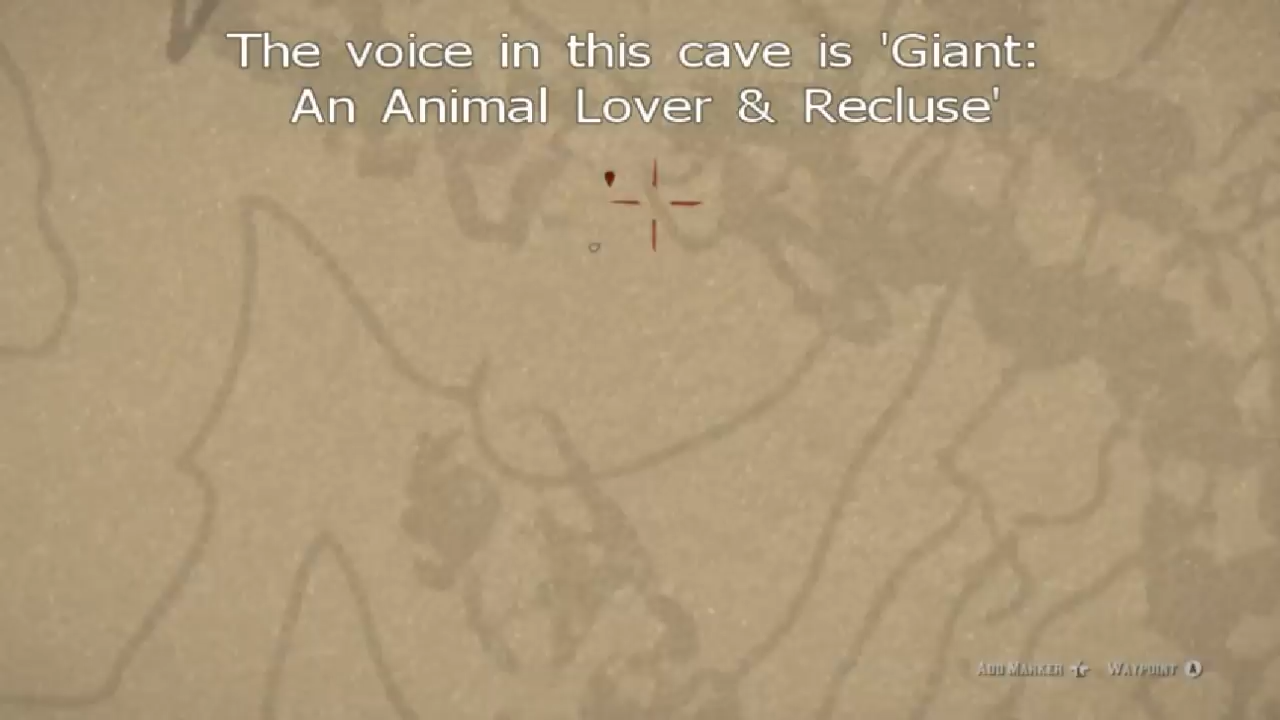 The voice in this cave is 'Giant:
An Animal Lover & Recluse'
Add Marker Waypoint A